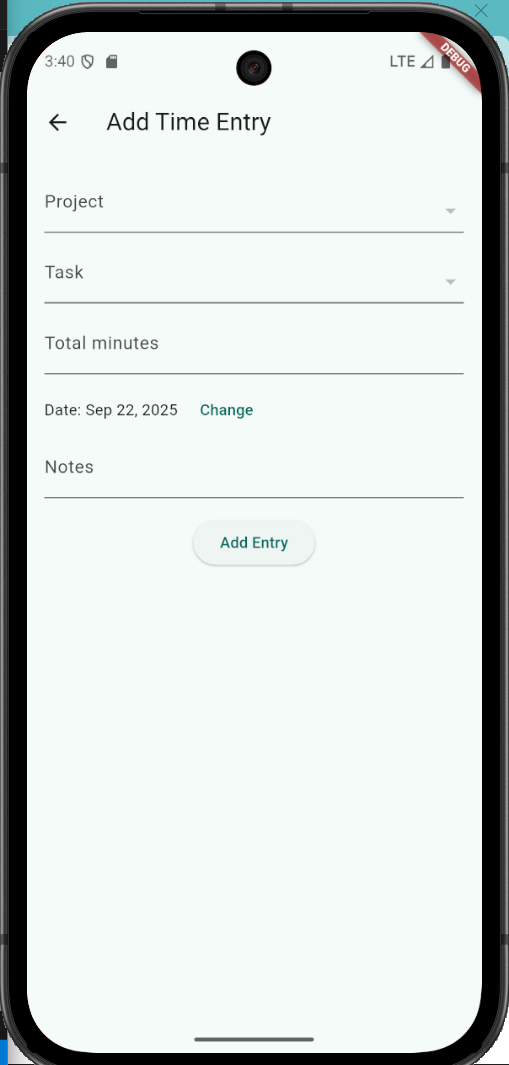 3:40
LTE
DEBUG
Add Time Entry
Project
Task
Total minutes
Date: Sep 22, 2025 Change
Notes
Add Entry